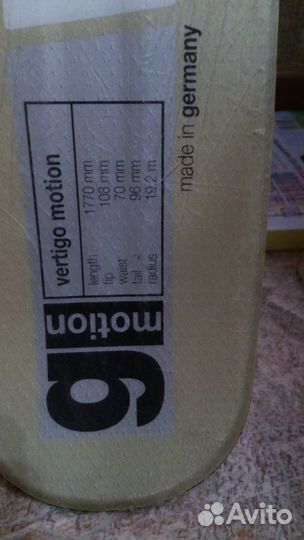 vertigo motion
length 1770 mm
tip 108 mm
waist 70 mm
tail 96 mm
radius 19,2 m
g motion
made in germany
Avito